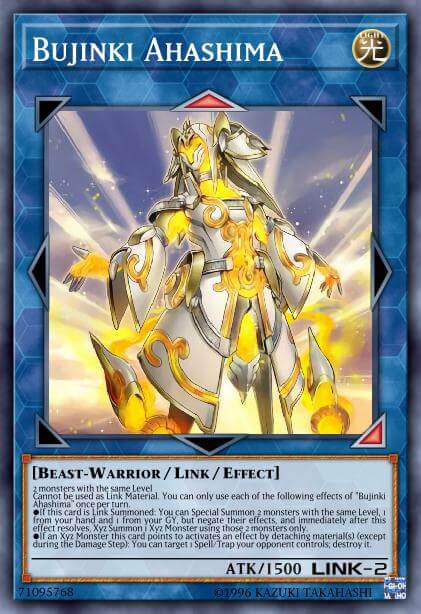 BUJINKI AHASHIMA
LIGHT
光
[BEAST-WARRIOR / LINK / EFFECT]
2 monsters with the same Level
Cannot be used as Link Material. You can only use each of the following effects of "Bujinki
Ahashima" once per turn.
●If this card is Link Summoned: You can Special Summon 2 monsters with the same Level, 1
from your hand and 1 from your GY, but negate their effects, and immediately after this
effect resolves, Xyz Summon 1 Xyz Monster using those 2 monsters only.
●If an Xyz Monster this card points to activates an effect by detaching material(s) (except
during the Damage Step): You can target 1 Spell/Trap your opponent controls; destroy it.
ATK/1500 LINK-2
71095768 ©1996 KAZUKI TAKAHASHI